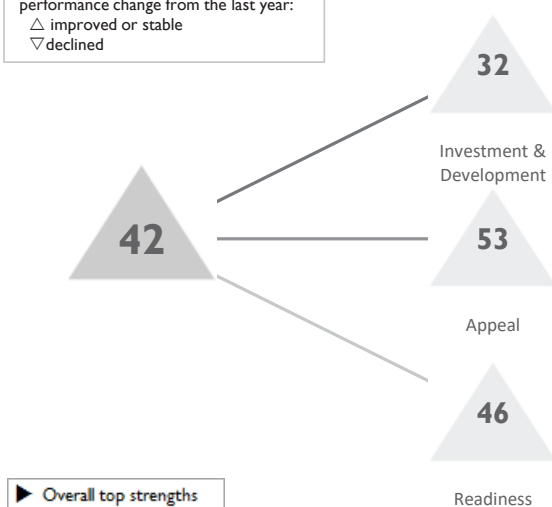 performance change from the last year:
△ improved or stable
▽ declined
32
Investment &
Development
42
53
Appeal
46
Readiness
▶ Overall top strengths